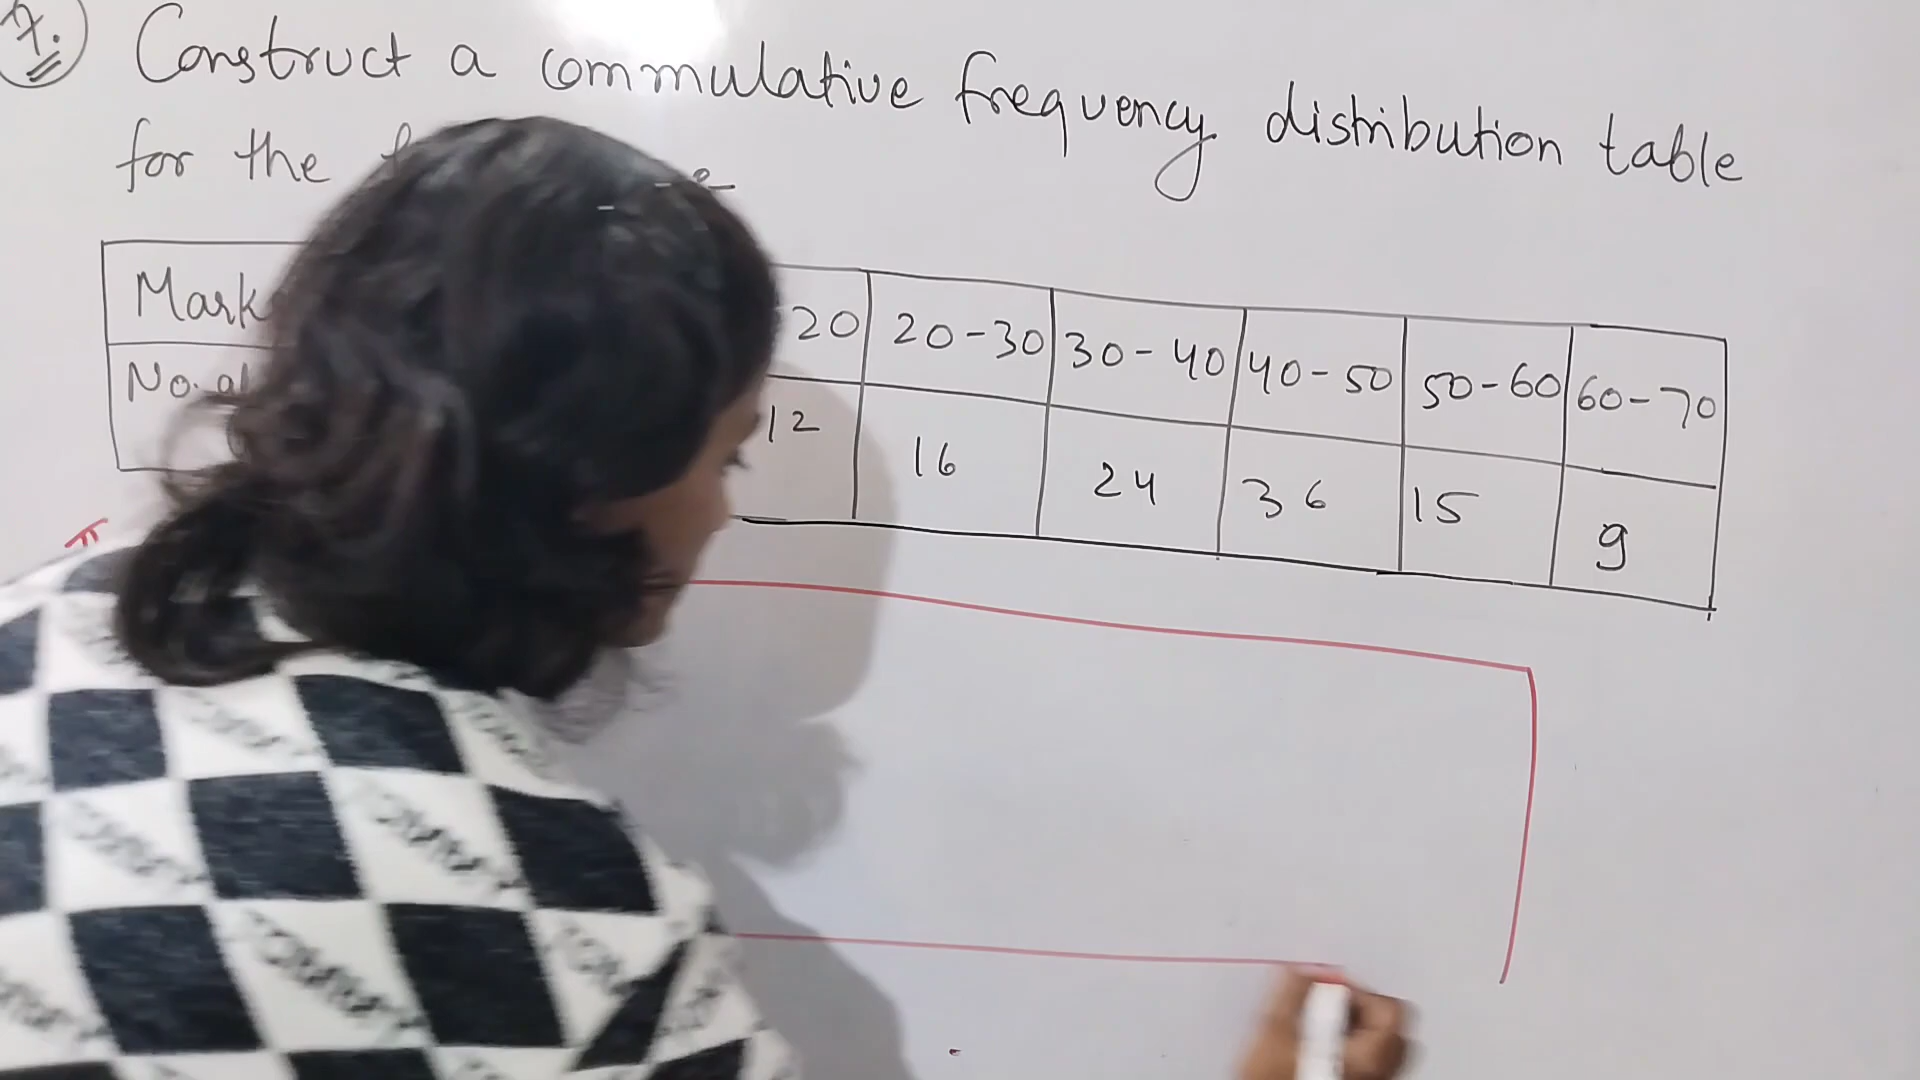 7. Construct a commulative frequency distribution table
for the
Mark 20 20-30 30-40 40-50 50-60 60-70
No. of 12 16 24 36 15 9